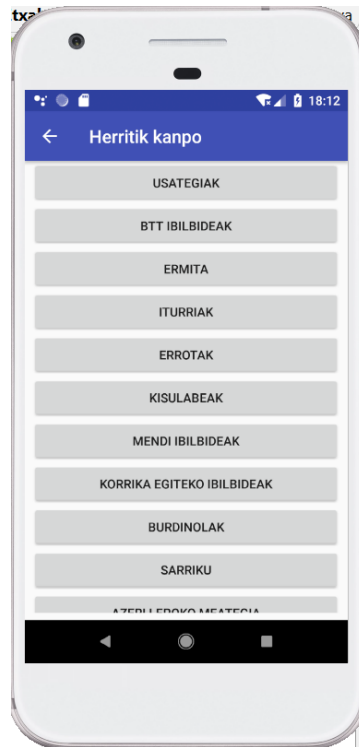 18:12
Herritik kanpo
USATEGIAK
BTT IBILBIDEAK
ERMITA
ITURRIAK
ERROTAK
KISULABEAK
MENDI IBILBIDEAK
KORRIKA EGITEKO IBILBIDEAK
BURDINOLAK
SARRIKU